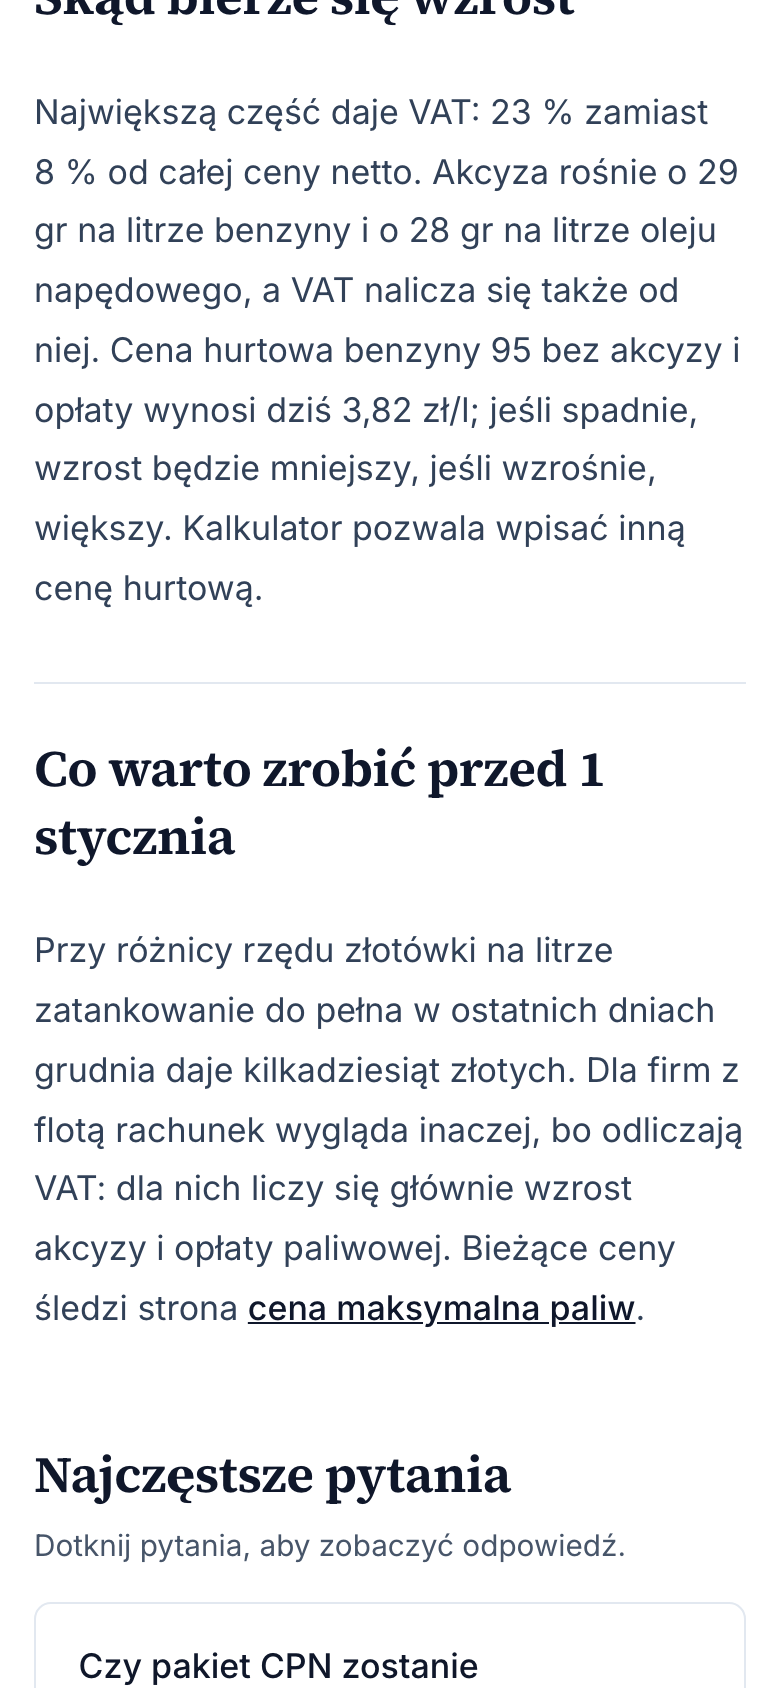 Skąd bierze się wzrost
Największą część daje VAT: 23 % zamiast
8 % od całej ceny netto. Akcyza rośnie o 29
gr na litrze benzyny i o 28 gr na litrze oleju
napędowego, a VAT nalicza się także od
niej. Cena hurtowa benzyny 95 bez akcyzy i
opłaty wynosi dziś 3,82 zł/l; jeśli spadnie,
wzrost będzie mniejszy, jeśli wzrośnie,
większy. Kalkulator pozwala wpisać inną
cenę hurtową.
Co warto zrobić przed 1
stycznia
Przy różnicy rzędu złotówki na litrze
zatankowanie do pełna w ostatnich dniach
grudnia daje kilkadziesiąt złotych. Dla firm z
flotą rachunek wygląda inaczej, bo odliczają
VAT: dla nich liczy się głównie wzrost
akcyzy i opłaty paliwowej. Bieżące ceny
śledzi strona cena maksymalna paliw.
Najczęstsze pytania
Dotknij pytania, aby zobaczyć odpowiedź.
Czy pakiet CPN zostanie